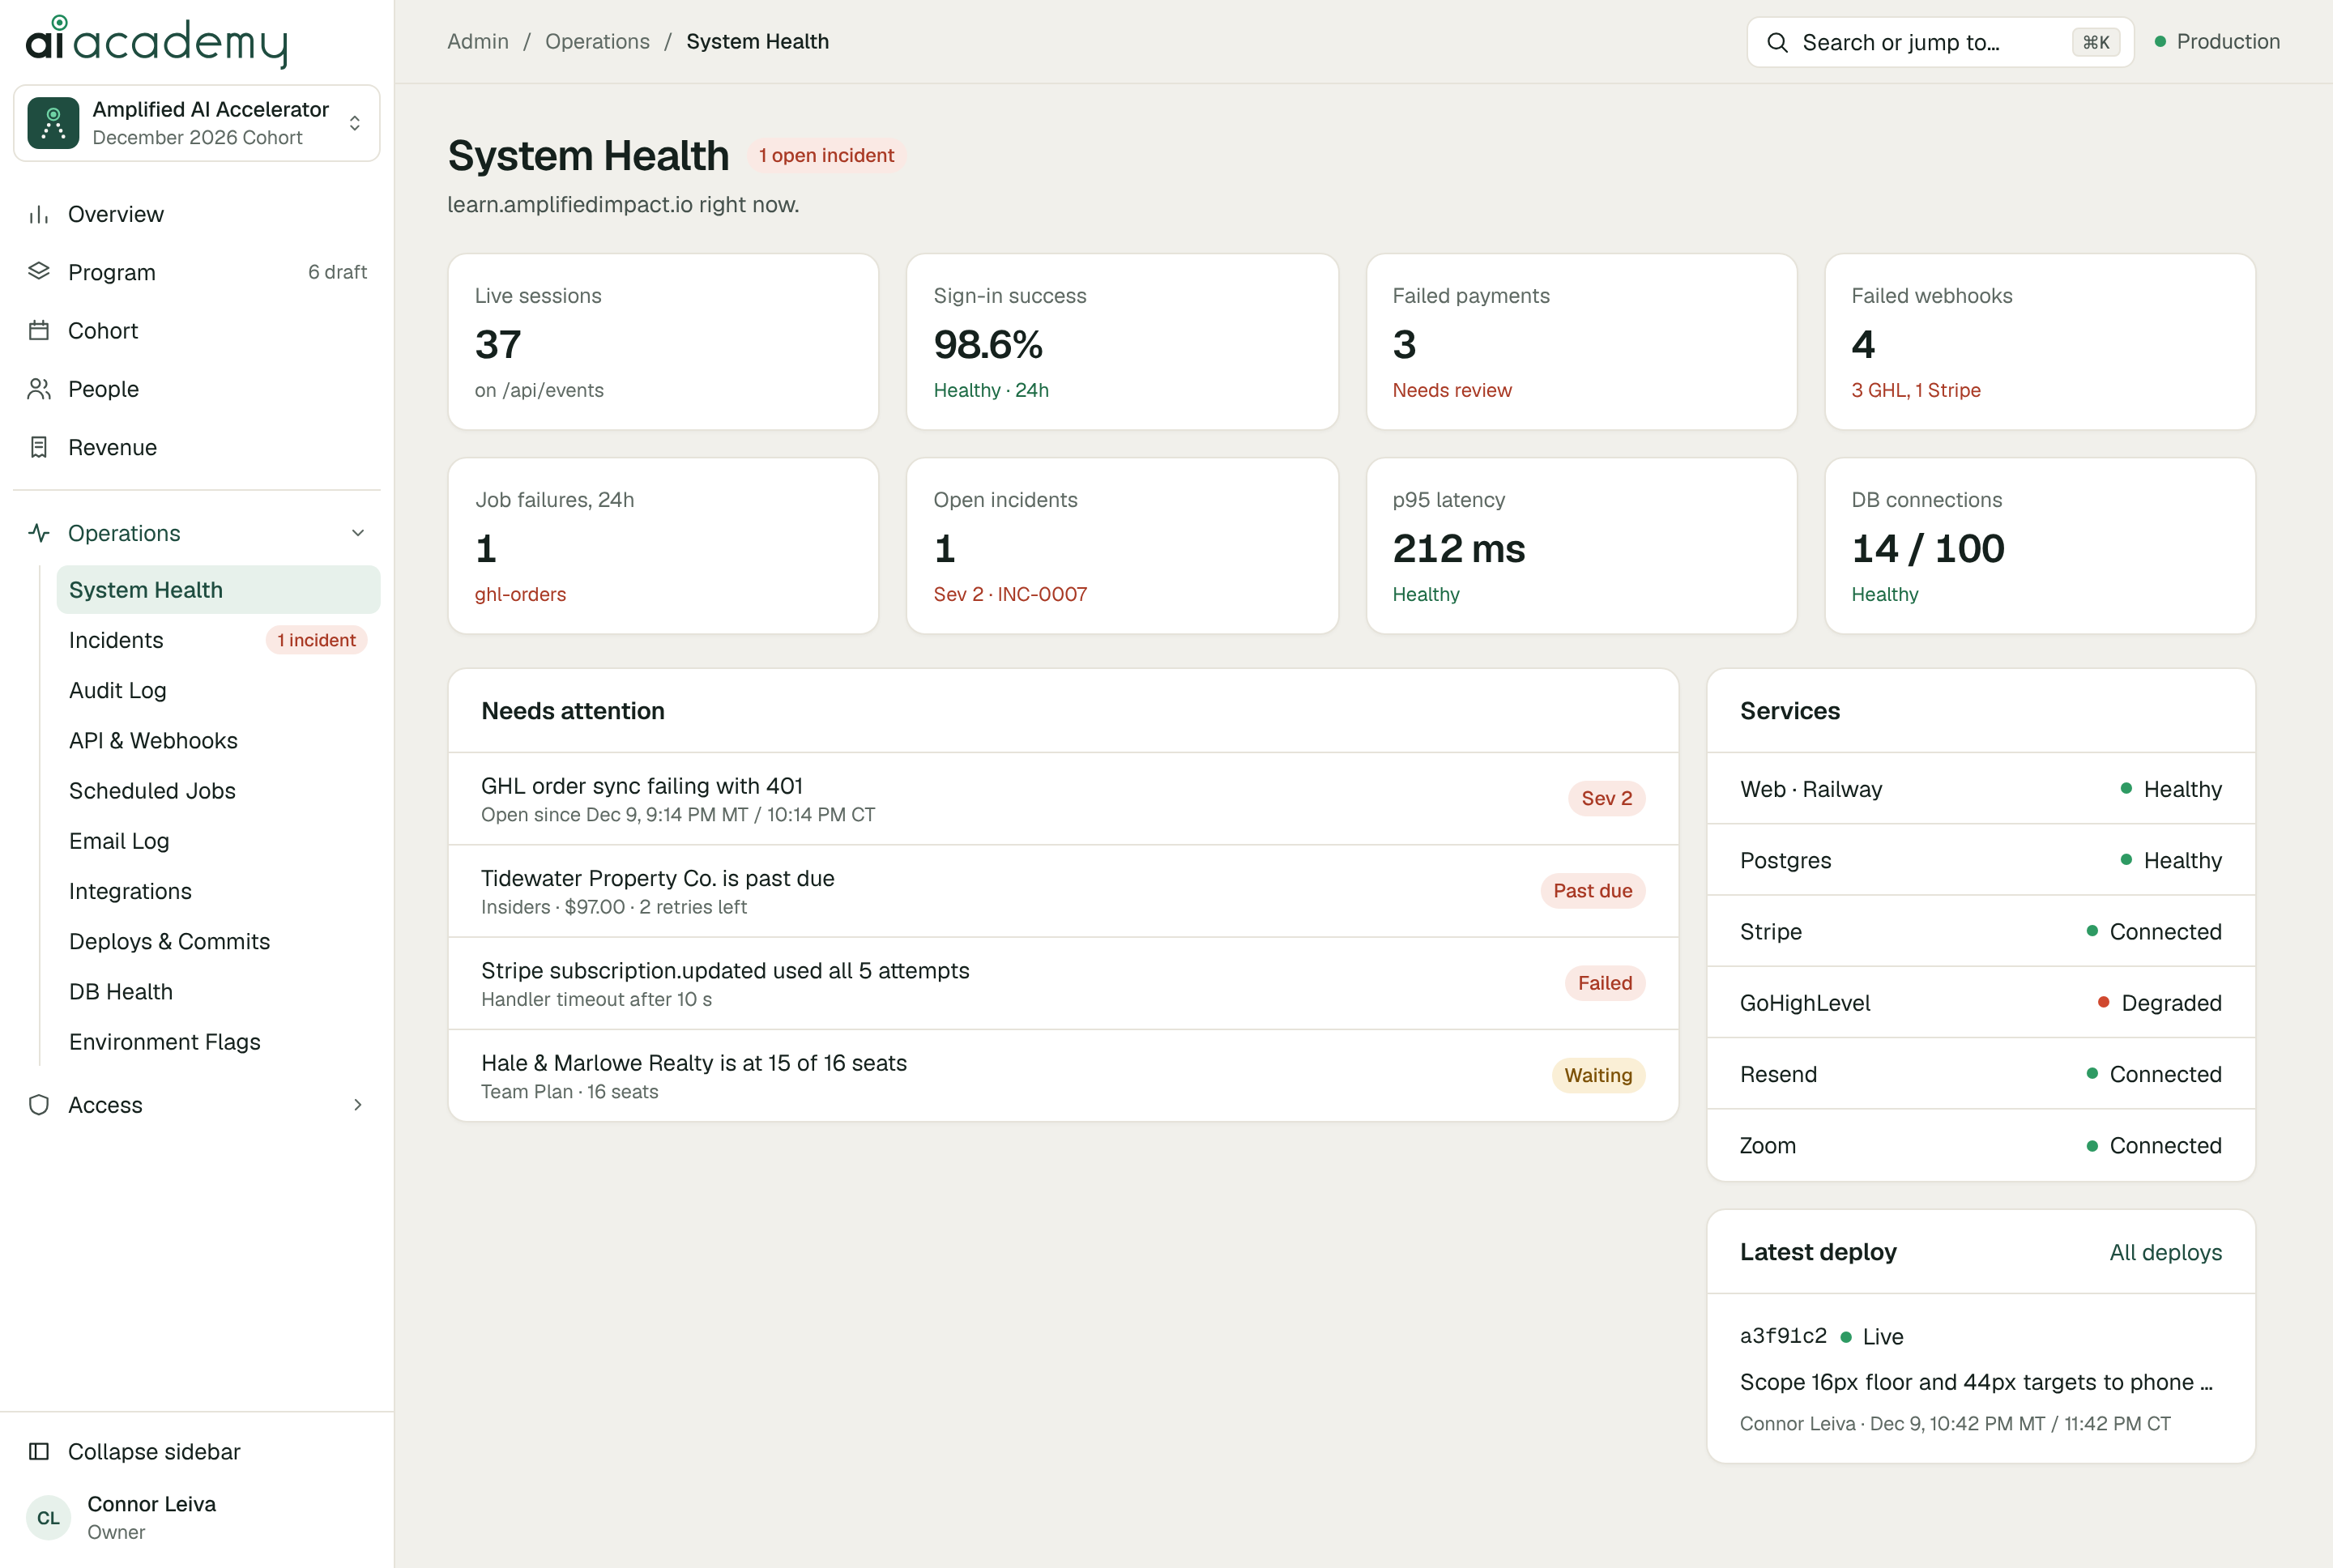 ai academy
Amplified AI Accelerator
December 2026 Cohort
Overview
Program 6 draft
Cohort
People
Revenue
Operations
System Health
Incidents 1 incident
Audit Log
API & Webhooks
Scheduled Jobs
Email Log
Integrations
Deploys & Commits
DB Health
Environment Flags
Access
Collapse sidebar
CL
Connor Leiva
Owner
Admin / Operations / System Health
Search or jump to... ⌘K
Production
System Health 1 open incident
learn.amplifiedimpact.io right now.
Live sessions
37
on /api/events
Sign-in success
98.6%
Healthy · 24h
Failed payments
3
Needs review
Failed webhooks
4
3 GHL, 1 Stripe
Job failures, 24h
1
ghl-orders
Open incidents
1
Sev 2 · INC-0007
p95 latency
212 ms
Healthy
DB connections
14 / 100
Healthy
Needs attention
GHL order sync failing with 401
Open since Dec 9, 9:14 PM MT / 10:14 PM CT
Sev 2
Tidewater Property Co. is past due
Insiders · $97.00 · 2 retries left
Past due
Stripe subscription.updated used all 5 attempts
Handler timeout after 10 s
Failed
Hale & Marlowe Realty is at 15 of 16 seats
Team Plan · 16 seats
Waiting
Services
Web · Railway Healthy
Postgres Healthy
Stripe Connected
GoHighLevel Degraded
Resend Connected
Zoom Connected
Latest deploy All deploys
a3f91c2 Live
Scope 16px floor and 44px targets to phone ...
Connor Leiva · Dec 9, 10:42 PM MT / 11:42 PM CT